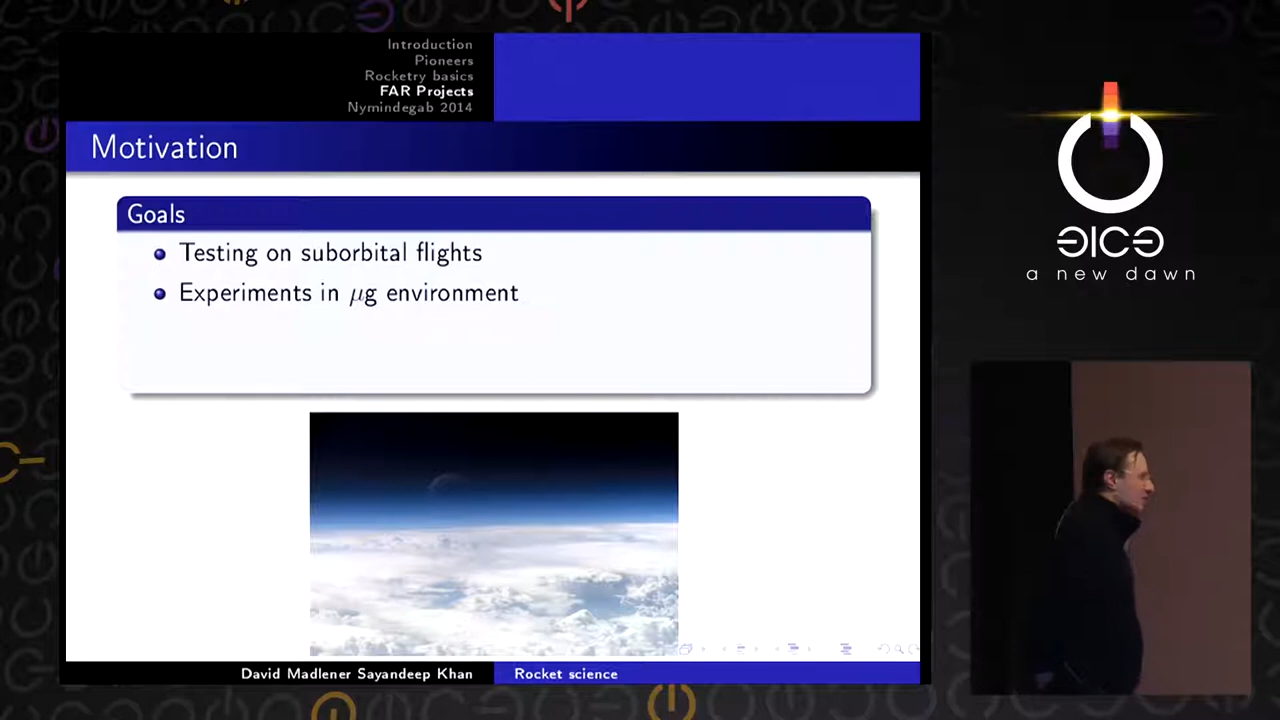 Introduction
Pioneers
Rocketry basics
FAR Projects
Nymindegab 2014
Motivation
Goals
Testing on suborbital flights
Experiments in μg environment
David Madlener Sayandeep Khan
Rocket science
a new dawn